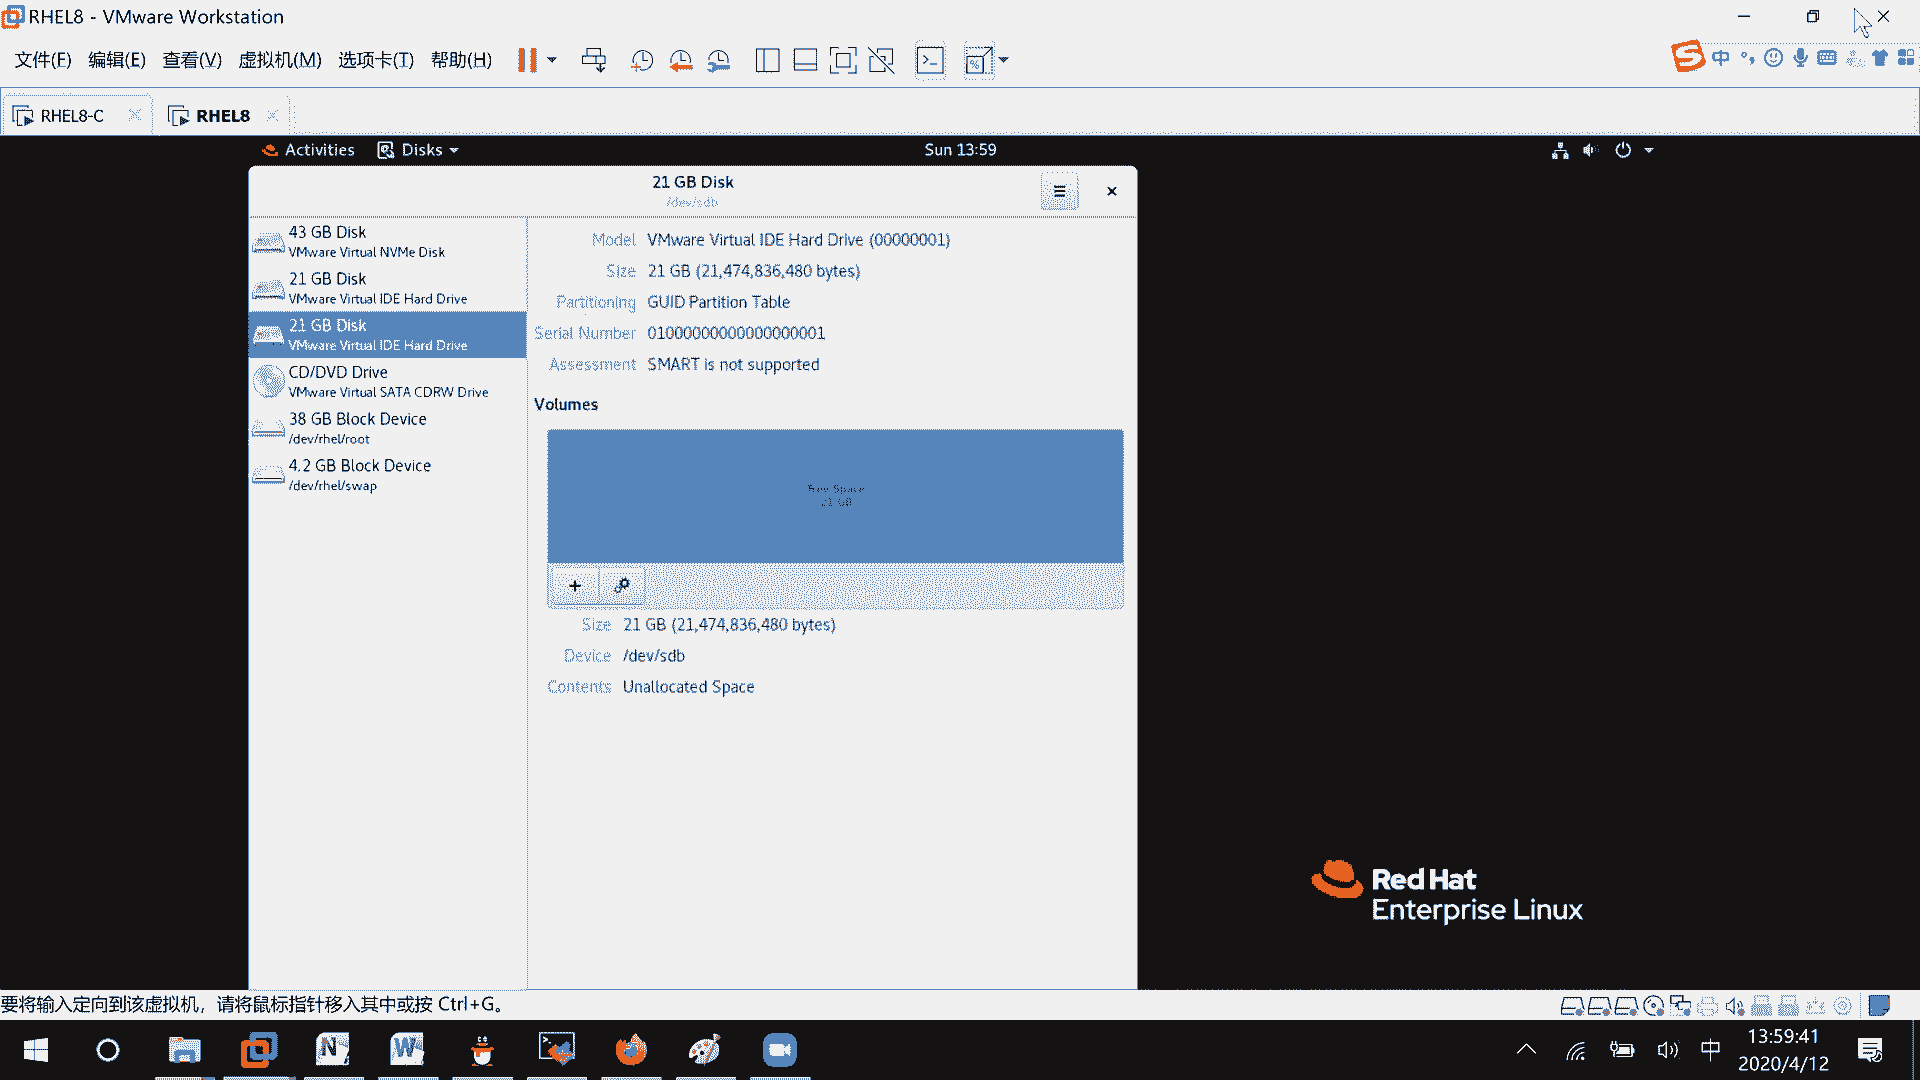 RHEL8 - VMware Workstation
文件(F) 编辑(E) 查看(V) 虚拟机(M) 选项卡(T) 帮助(H)
中
RHEL8-C
RHEL8
Activities
Disks
Sun 13:59
21 GB Disk
/dev/sdb
43 GB Disk
VMware Virtual NVMe Disk
21 GB Disk
VMware Virtual IDE Hard Drive
21 GB Disk
VMware Virtual IDE Hard Drive
CD/DVD Drive
VMware Virtual SATA CDRW Drive
38 GB Block Device
/dev/rhel/root
4.2 GB Block Device
/dev/rhel/swap
Model VMware Virtual IDE Hard Drive (00000001)
Size 21 GB (21,474,836,480 bytes)
Partitioning GUID Partition Table
Serial Number 01000000000000000001
Assessment SMART is not supported
Volumes
Free Space
21 GB
Size 21 GB (21,474,836,480 bytes)
Device /dev/sdb
Contents Unallocated Space
Red Hat
Enterprise Linux
要将输入定向到该虚拟机，请将鼠标指针移入其中或按 Ctrl+G。
中
13:59:41
2020/4/12